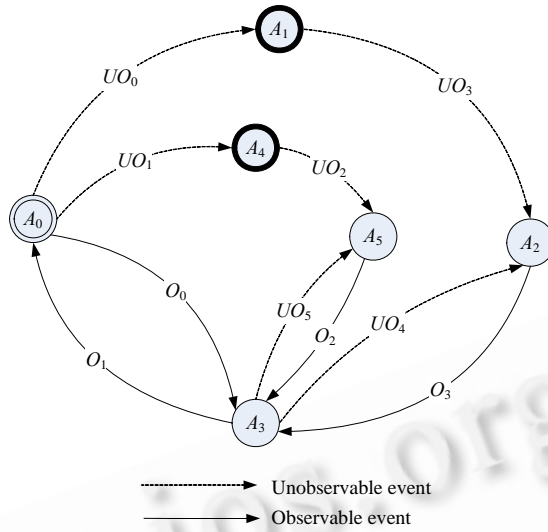 A1
UO0
UO3
UO1
A4
UO2
A0
A5
A2
O0
UO5
O2
UO4
O1
O3
A3
Unobservable event
Observable event